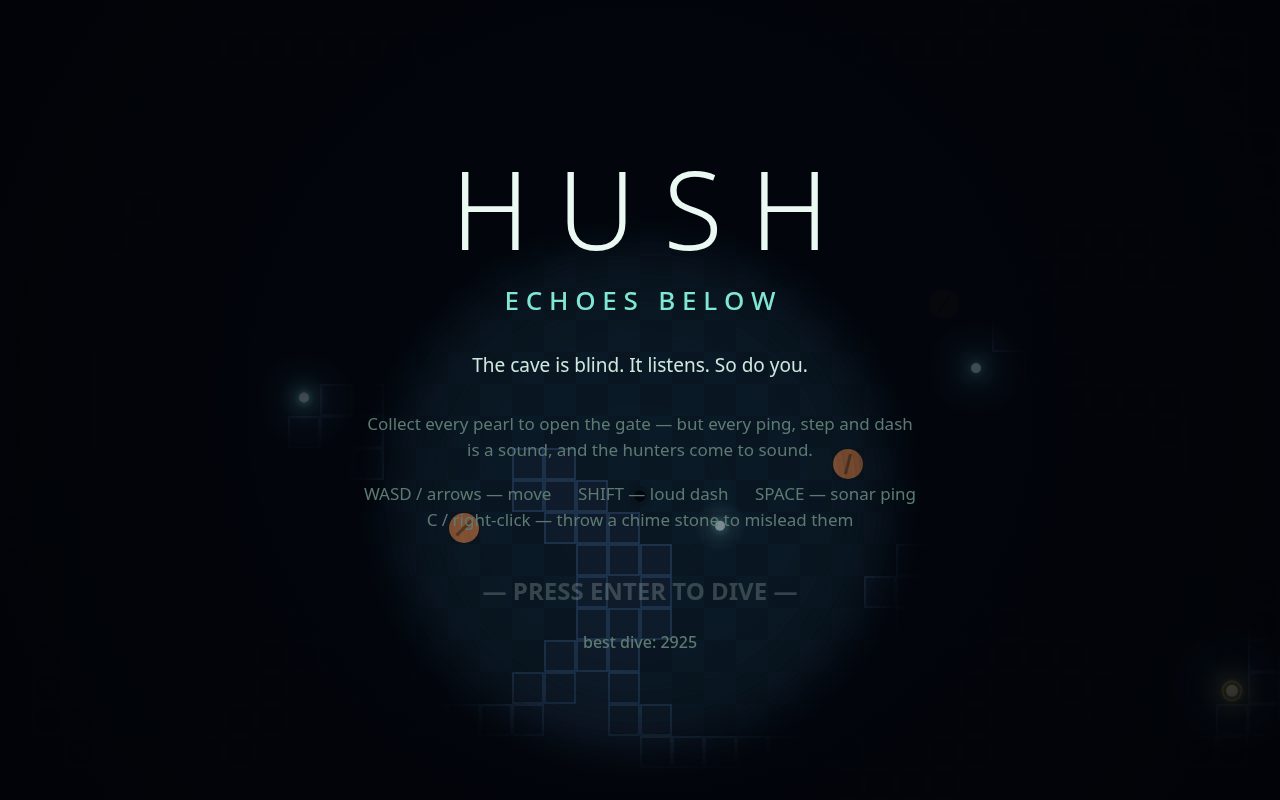 HUSH
ECHOES BELOW
The cave is blind. It listens. So do you.
Collect every pearl to open the gate — but every ping, step and dash
is a sound, and the hunters come to sound.
WASD / arrows — move SHIFT — loud dash SPACE — sonar ping
C / right-click — throw a chime stone to mislead them
— PRESS ENTER TO DIVE —
best dive: 2925